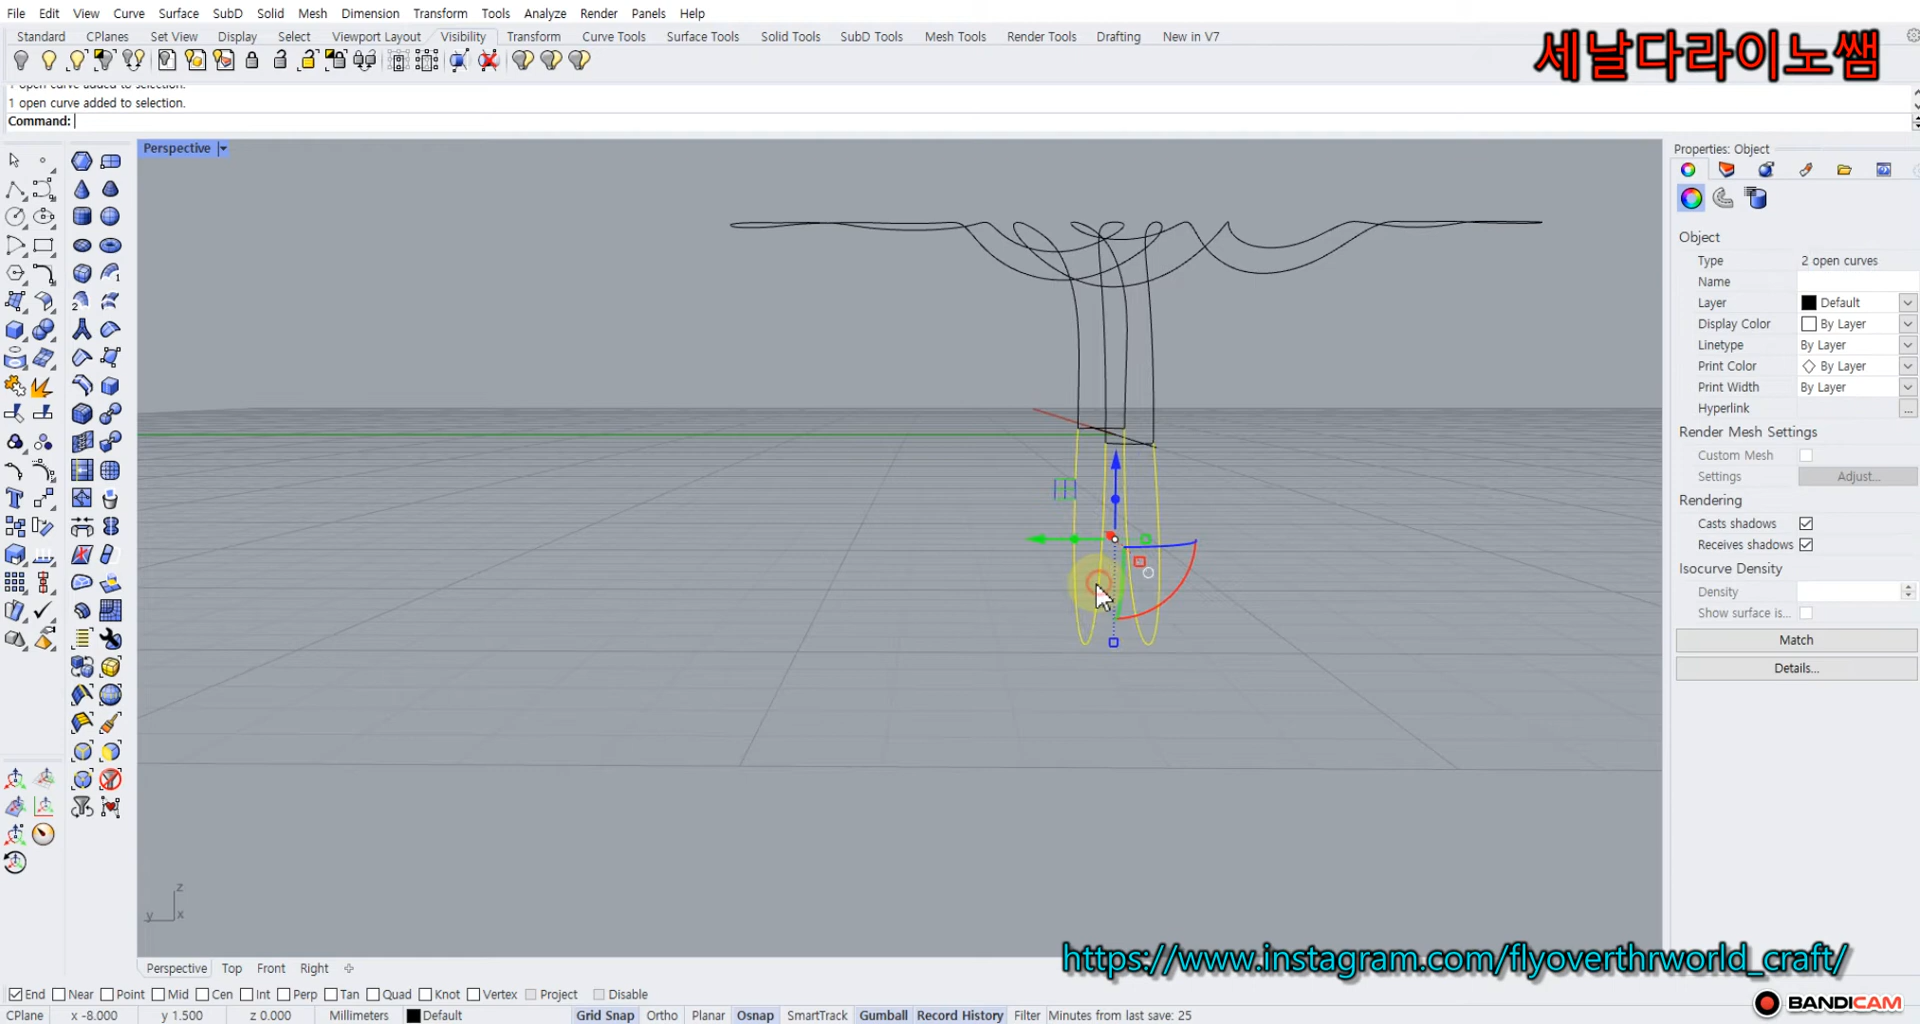 File Edit View Curve Surface SubD Solid Mesh Dimension Transform Tools Analyze Render Panels Help
Standard CPlanes Set View Display Select Viewport Layout Visibility Transform Curve Tools Surface Tools Solid Tools SubD Tools Mesh Tools Render Tools Drafting New in V7
세날다라이노쌤
1 open curve added to selection.
1 open curve added to selection.
Command:
Perspective
Properties: Object
Object
Type 2 open curves
Name
Layer Default
Display Color By Layer
Linetype By Layer
Print Color By Layer
Print Width By Layer
Hyperlink ...
Render Mesh Settings
Custom Mesh
Settings Adjust...
Rendering
Casts shadows
Receives shadows
Isocurve Density
Density
Show surface is...
Match
Details...
z
y x
https://www.instagram.com/flyoverthrworld_craft/
Perspective Top Front Right
End Near Point Mid Cen Int Perp Tan Quad Knot Vertex Project Disable
BANDICAM
CPlane x -8.000 y 1.500 z 0.000 Millimeters Default Grid Snap Ortho Planar Osnap SmartTrack Gumball Record History Filter Minutes from last save: 25